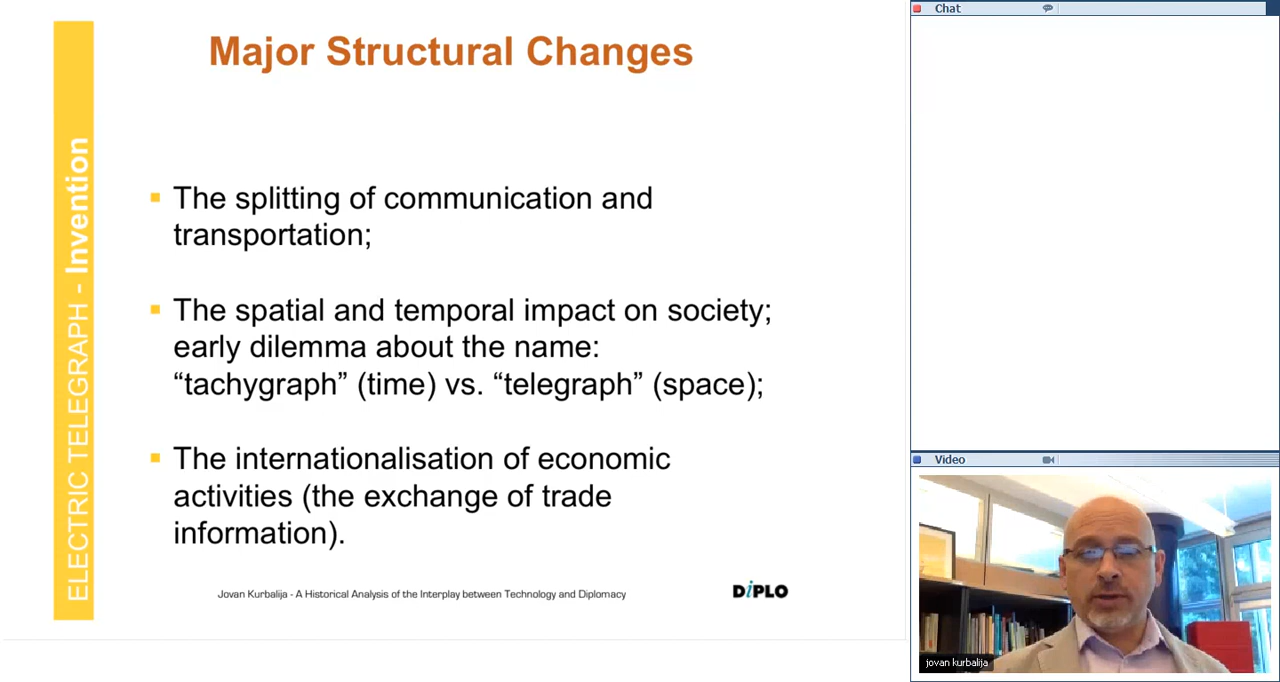 Major Structural Changes
ELECTRIC TELEGRAPH - Invention
The splitting of communication and
transportation;
The spatial and temporal impact on society;
early dilemma about the name:
“tachygraph” (time) vs. “telegraph” (space);
The internationalisation of economic
activities (the exchange of trade
information).
Jovan Kurbalija - A Historical Analysis of the Interplay between Technology and Diplomacy
DiPLO
Chat
Video
jovan kurbalija